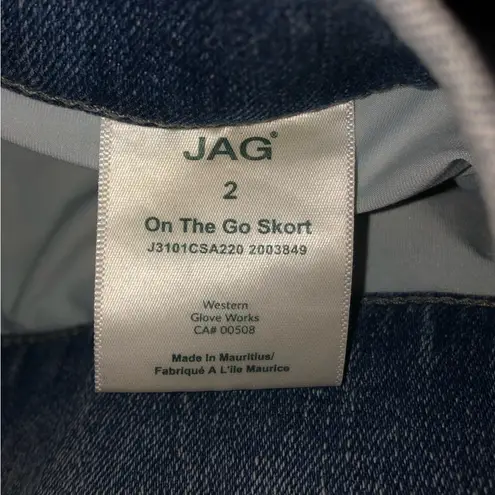 JAG®
2
On The Go Skort
J3101CSA220 2003849
Western
Glove Works
CA# 00508
Made In Mauritius/
Fabriqué A L'ile Maurice